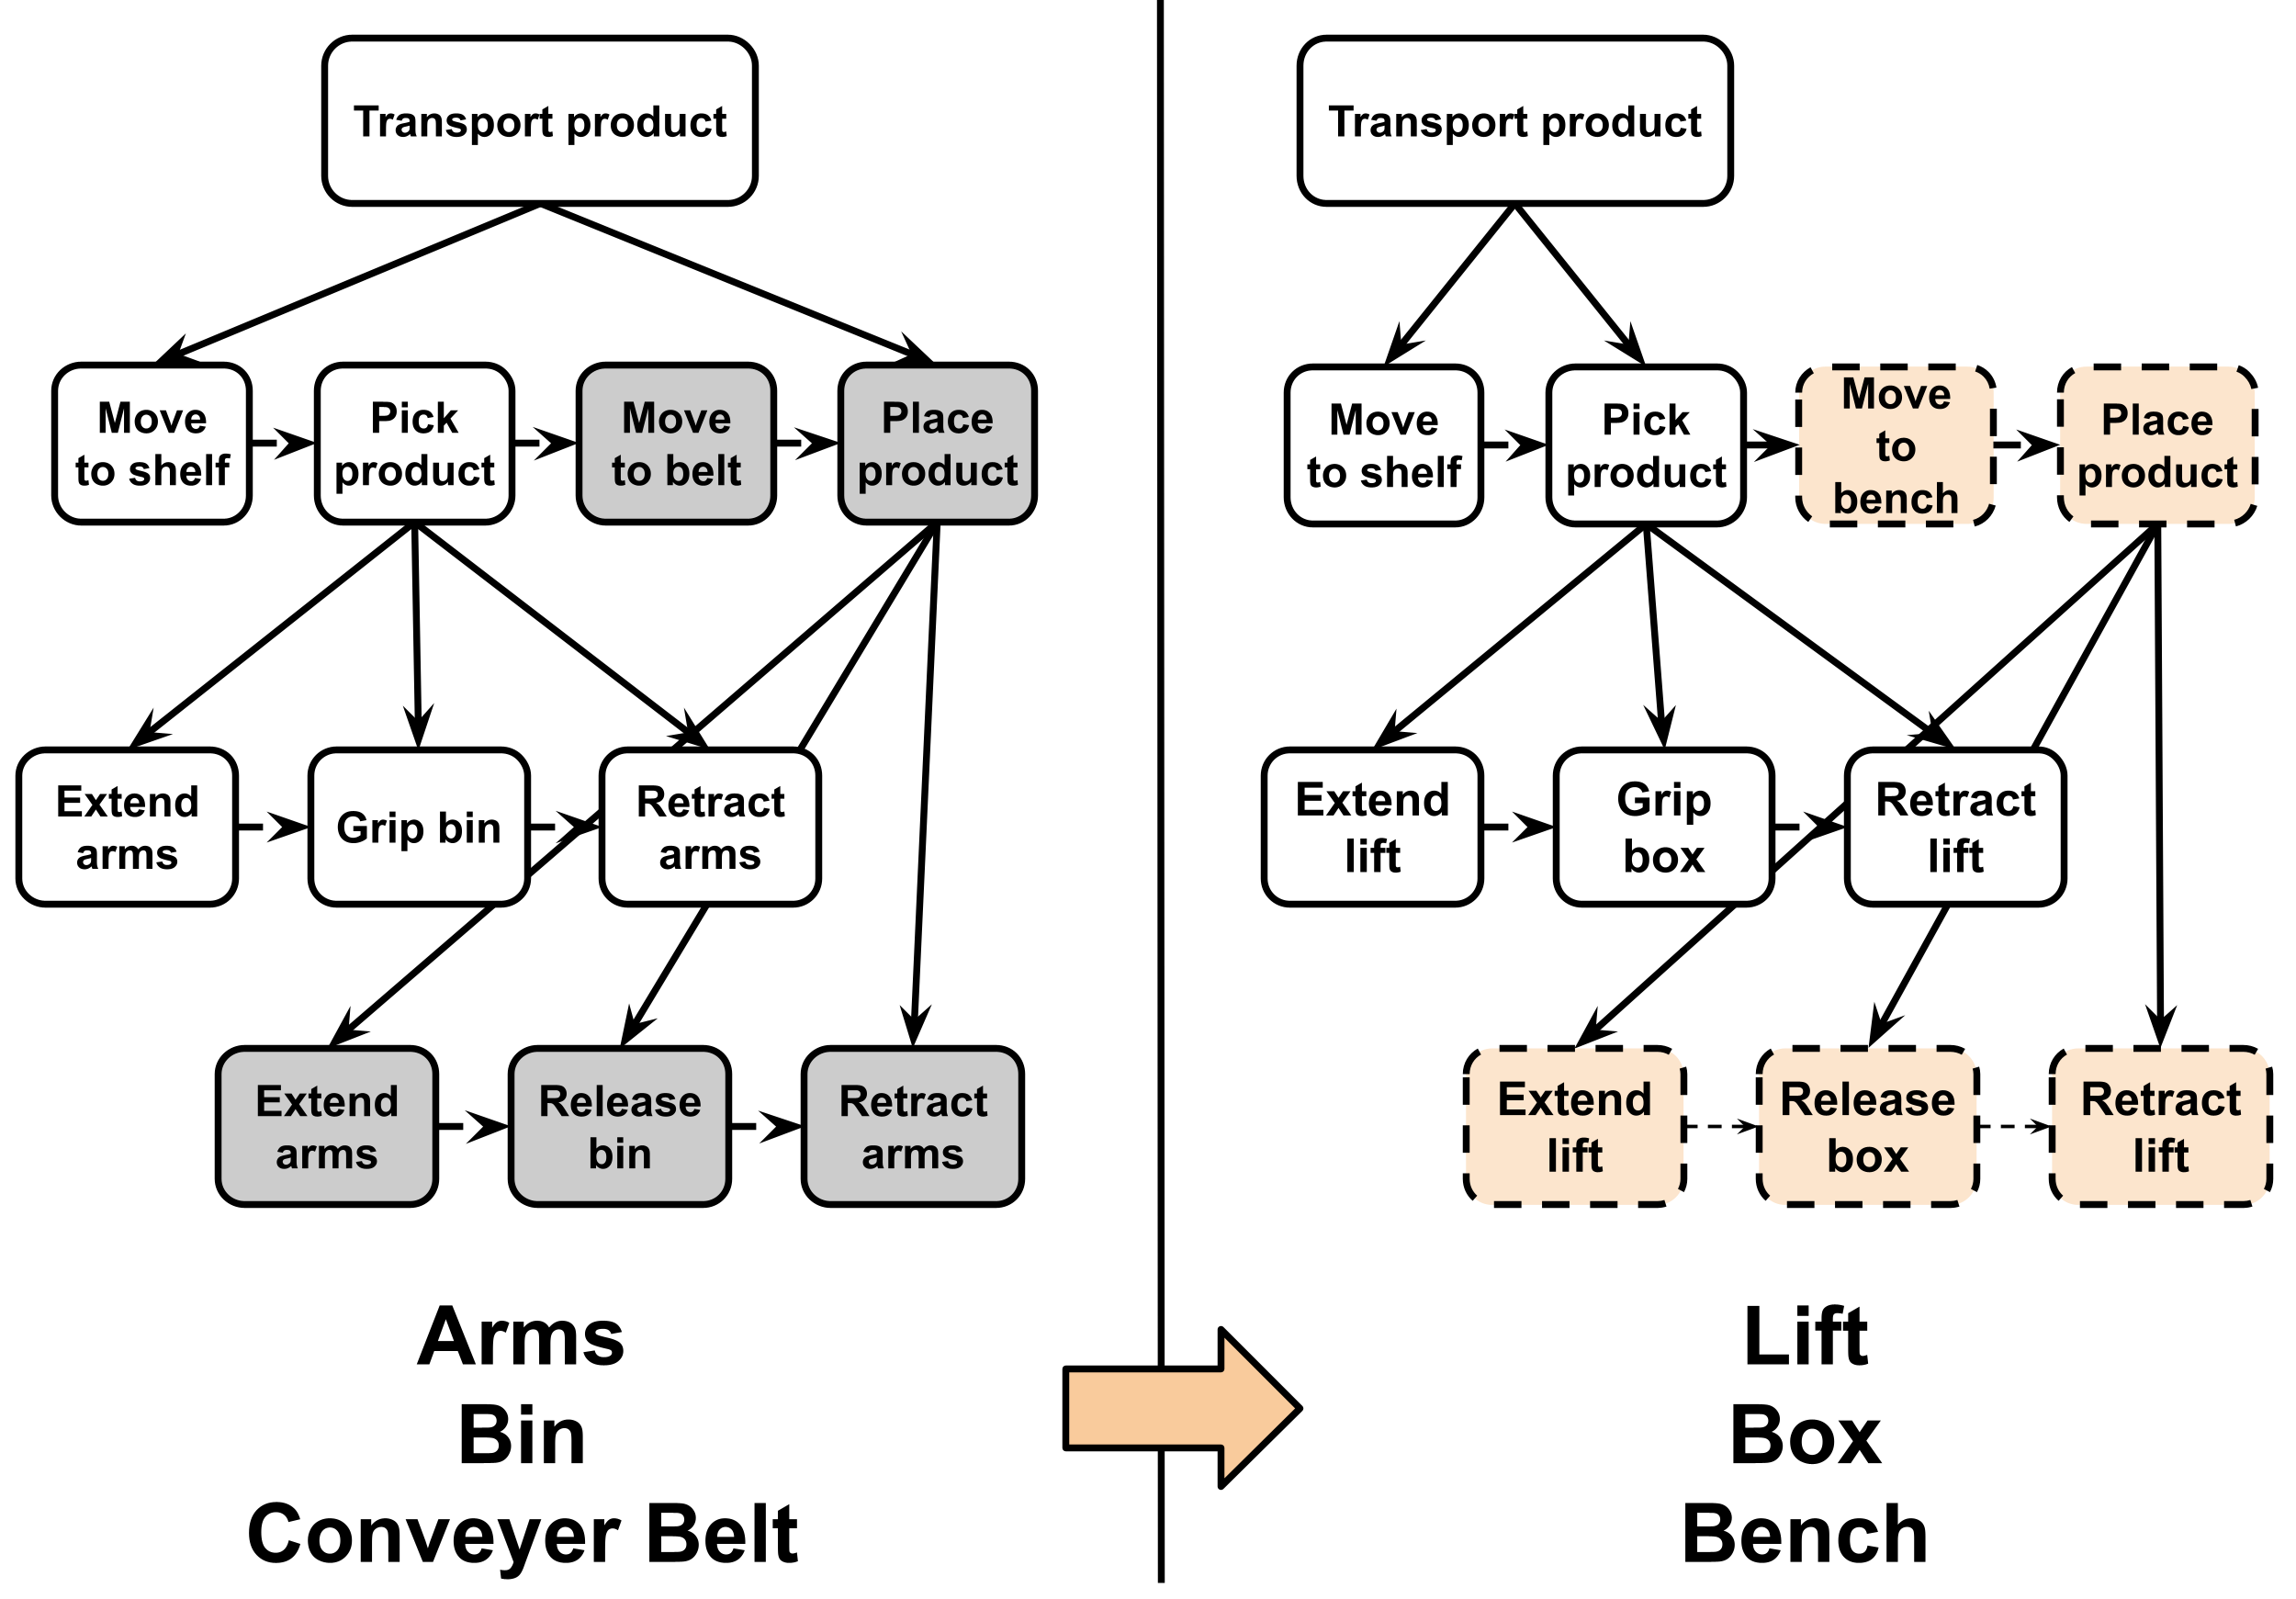 Transport product
Move
to shelf
Pick
product
Move
to belt
Place
product
Extend
arms
Grip bin
Retract
arms
Extend
arms
Release
bin
Retract
arms
Arms
Bin
Conveyer Belt
Transport product
Move
to shelf
Pick
product
Move
to
bench
Place
product
Extend
lift
Grip
box
Retract
lift
Extend
lift
Release
box
Retract
lift
Lift
Box
Bench